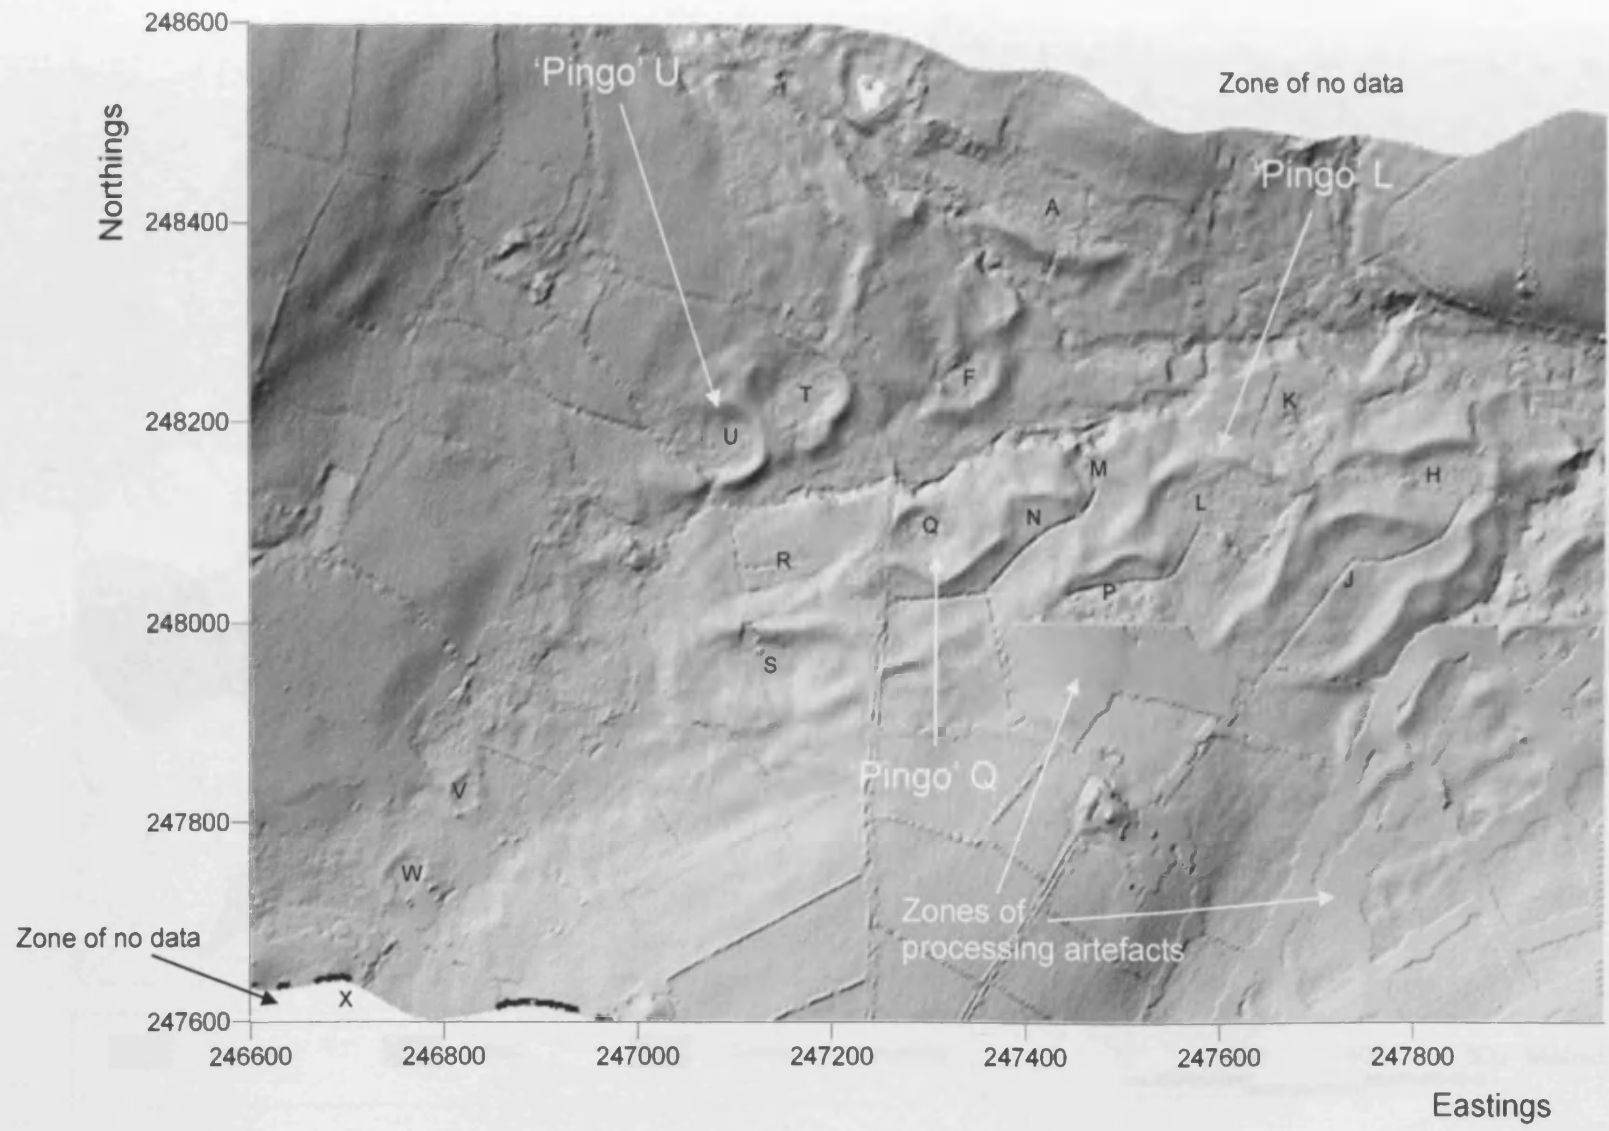 248600
'Pingo' U
Zone of no data
Northings
'Pingo' L
A
248400
F
T
K
248200
U
M
H
L
Q
N
R
J
P
248000
S
'Pingo' Q
V
247800
W
Zones of
processing artefacts
Zone of no data
X
247600
246600
246800
247000
247200
247400
247600
247800
Eastings